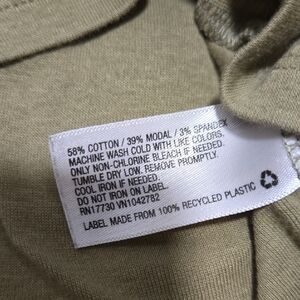 58% COTTON / 39% MODAL / 3% SPANDEX
MACHINE WASH COLD WITH LIKE COLORS.
ONLY NON-CHLORINE BLEACH IF NEEDED.
TUMBLE DRY LOW. REMOVE PROMPTLY.
COOL IRON IF NEEDED.
DO NOT IRON ON LABEL.
RN17730 VN1042782
LABEL MADE FROM 100% RECYCLED PLASTIC